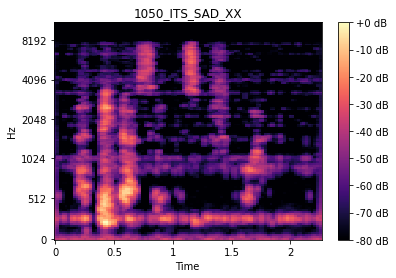 1050_ITS_SAD_XX
8192
4096
2048
1024
512
0
Hz
0
0.5
1
1.5
2
Time
+0 dB
-10 dB
-20 dB
-30 dB
-40 dB
-50 dB
-60 dB
-70 dB
-80 dB